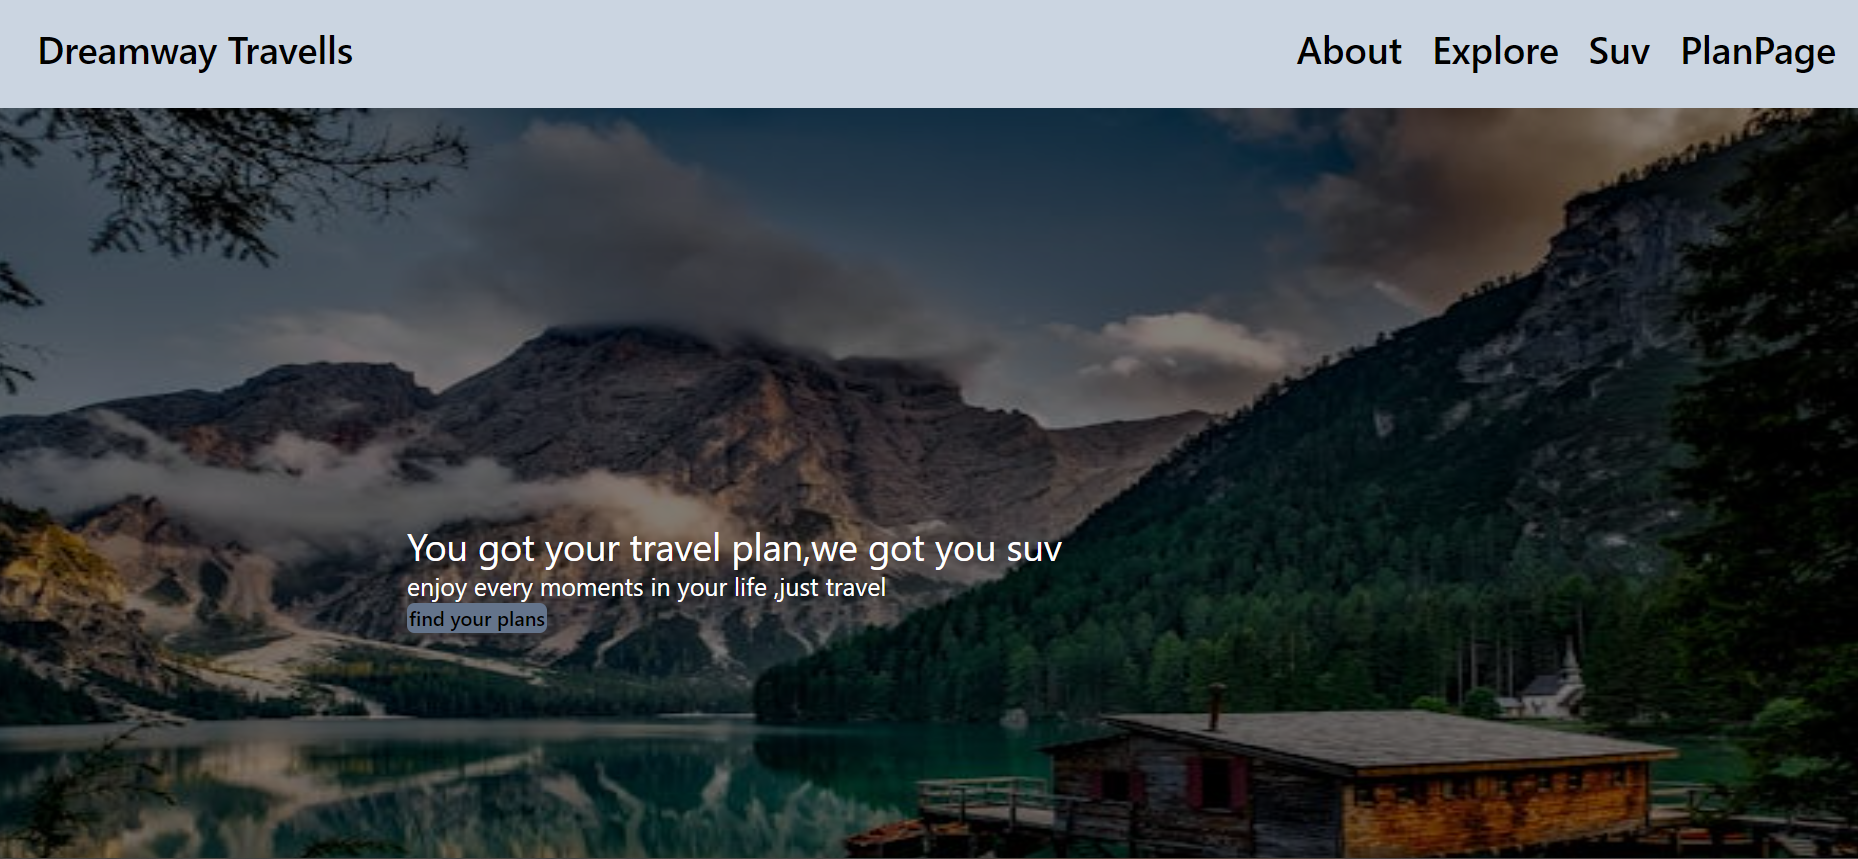 Dreamway Travells
About Explore Suv PlanPage
You got your travel plan,we got you suv
enjoy every moments in your life ,just travel
find your plans